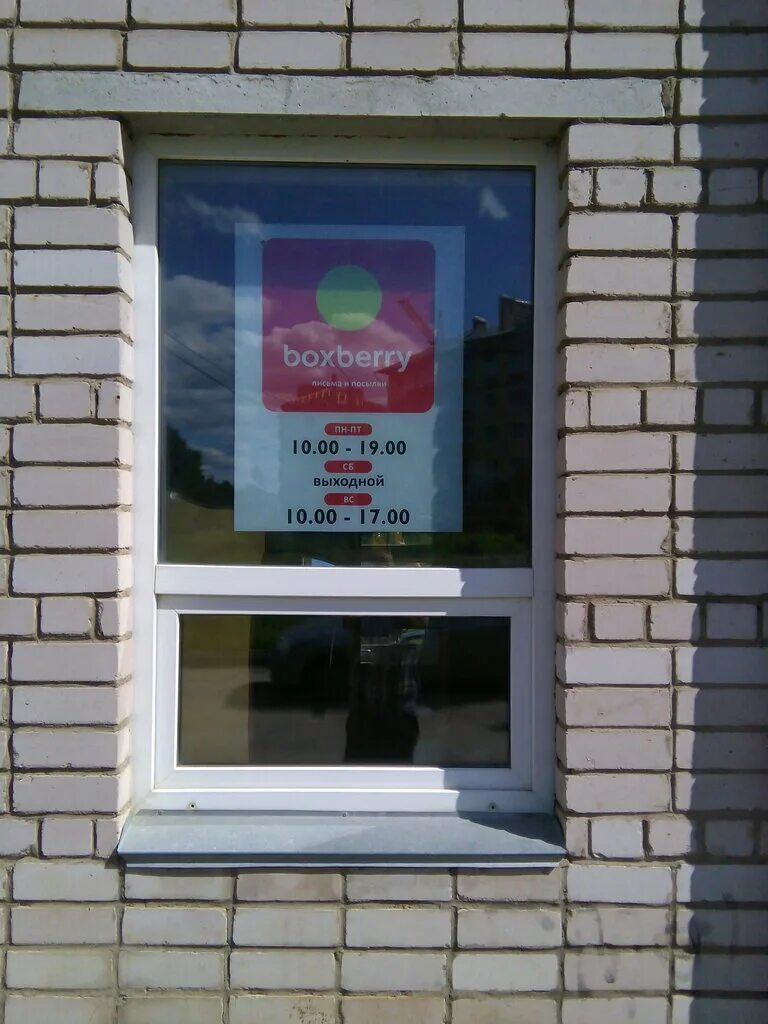 boxberry
письма и посылки
ПН-ПТ
10.00 - 19.00
СБ
ВЫХОДНОЙ
ВС
10.00 - 17.00